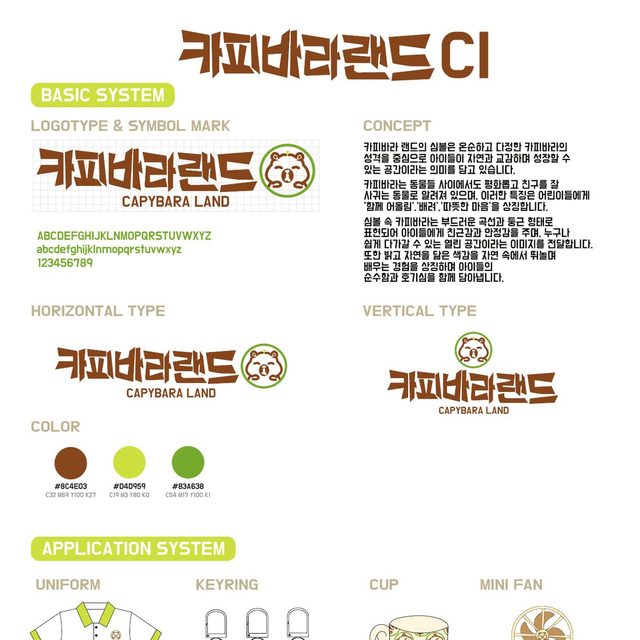 카피바라랜드 CI
BASIC SYSTEM
LOGOTYPE & SYMBOL MARK
카피바라랜드
CAPYBARA LAND
ABCDEFGHIJKLMNOPQRSTUVWXYZ
abcdefghijklmnopqrstuvwxyz
123456789
CONCEPT
카피바라 랜드의 심볼은 온순하고 다정한 카피바라의
성격을 중심으로 아이들이 자연과 교감하며 성장할 수
있는 공간이라는 의미를 담고 있습니다.
카피바라는 동물들 사이에서도 평화롭고 친구를 잘
사귀는 동물로 알려져 있으며, 이러한 특징은 어린이들에게
'함께 어울림','배려','따뜻한 마음'을 상징합니다.
심볼 속 카피바라는 부드러운 곡선과 둥근 형태로
표현되어 아이들에게 친근감과 안정감을 주며, 누구나
쉽게 다가갈 수 있는 열린 공간이라는 이미지를 전달합니다.
또한 밝고 자연을 닮은 색감을 자연 속에서 뛰놀며
배우는 경험을 상징하며 아이들의
순수함과 호기심을 함께 담아냅니다.
HORIZONTAL TYPE
카피바라랜드
CAPYBARA LAND
VERTICAL TYPE
카피바라랜드
CAPYBARA LAND
COLOR
#8C4E03
C32 M69 Y100 K27
#D4D959
C19 M3 Y80 K0
#83A638
C54 M17 Y100 K1
APPLICATION SYSTEM
UNIFORM
KEYRING
CUP
MINI FAN